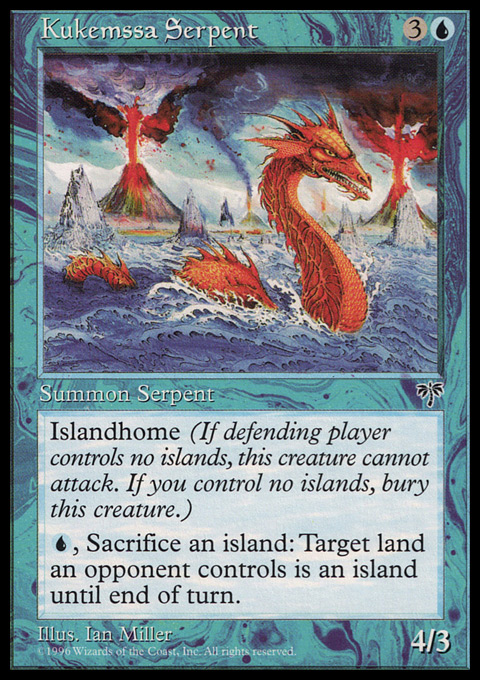 Kukemssa Serpent 3
Summon Serpent
Islandhome (If defending player
controls no islands, this creature cannot
attack. If you control no islands, bury
this creature.)
, Sacrifice an island: Target land
an opponent controls is an island
until end of turn.
Illus. Ian Miller
©1996 Wizards of the Coast, Inc. All rights reserved.
4/3